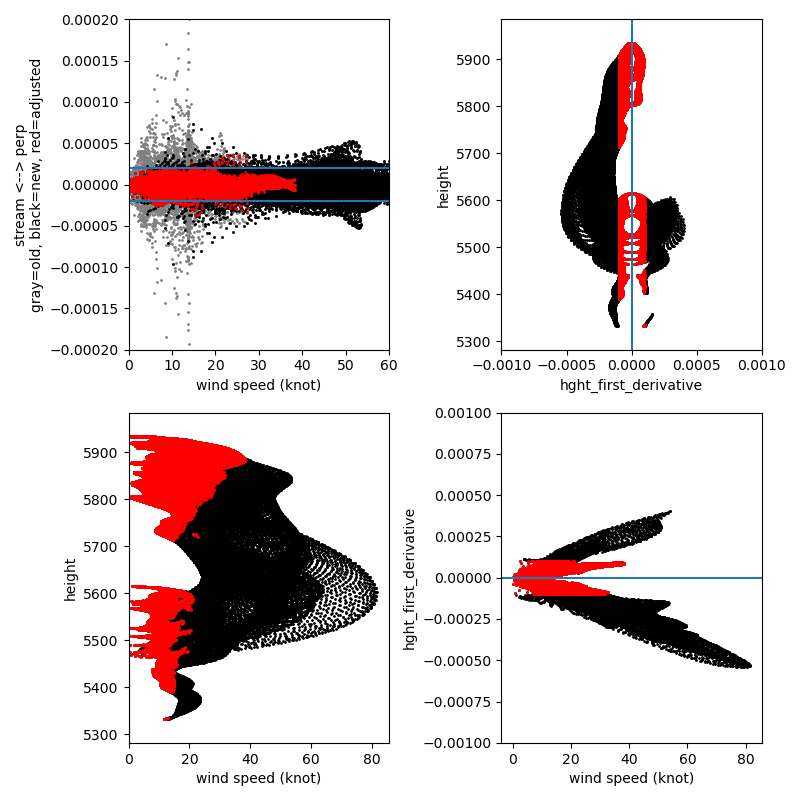 0.00020
0.00015
0.00010
0.00005
0.00000
−0.00005
−0.00010
−0.00015
−0.00020
stream <--> perp
gray=old, black=new, red=adjusted
0 10 20 30 40 50 60
wind speed (knot)
5900
5800
5700
5600
5500
5400
5300
height
−0.0010 −0.0005 0.0000 0.0005 0.0010
hght_first_derivative
5900
5800
5700
5600
5500
5400
5300
height
0 20 40 60 80
wind speed (knot)
0.00100
0.00075
0.00050
0.00025
0.00000
−0.00025
−0.00050
−0.00075
−0.00100
hght_first_derivative
0 20 40 60 80
wind speed (knot)